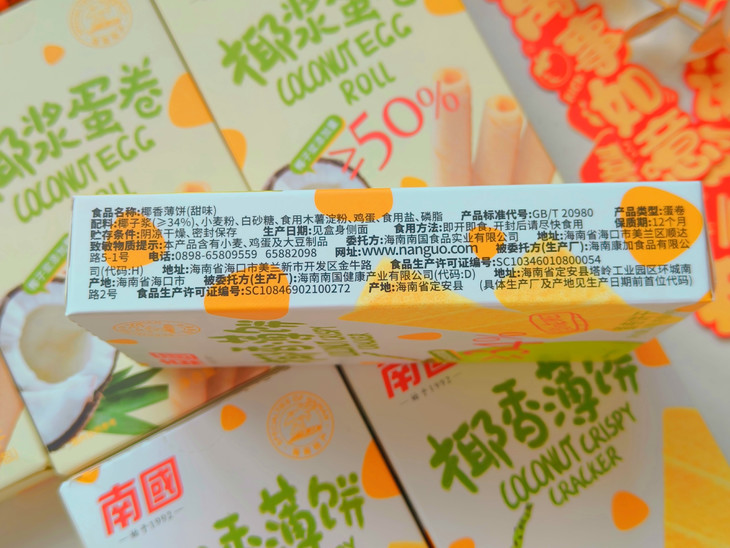 椰浆蛋卷
COCONUT EGG
ROLL
椰浆蛋卷
COCONUT EGG
ROLL
≥50%
食品名称:椰香薄饼(甜味)
配料:椰子浆(≥34%)、小麦粉、白砂糖、食用木薯淀粉、鸡蛋、食用盐、磷脂 产品标准代号:GB/T 20980 产品类型:蛋卷
贮存条件:阴凉干燥、密封保存 生产日期:见盒身侧面 食用方法:即开即食,开封后请尽快食用 保质期:12个月
致敏物质提示:本产品含有小麦、鸡蛋及大豆制品 委托方:海南南国食品实业有限公司 地址:海南省海口市美兰区顺达
路5-1号 电话:0898-65809559 65882098 网址:www.nanguo.com 被委托方(生产厂):海南康加食品有限公
司(代码:H) 地址:海南省海口市美兰新市开发区金牛路 食品生产许可证编号:SC10346010800054
产地:海南省海口市 被委托方(生产厂):海南南国健康产业有限公司(代码:D) 地址:海南省定安县塔岭工业园区环城南
路2号 食品生产许可证编号:SC10846902100272 产地:海南省定安县 (具体生产厂及产地见生产日期前首位代码)
南國
椰香薄饼
COCONUT CRISPY
CRACKER
南國
始于1992
香薄饼